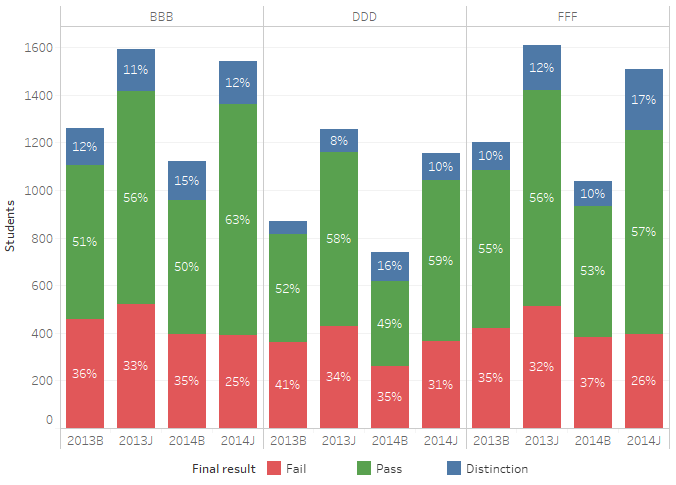 BBB DDD FFF
1600
1400
1200
1000
800
600
400
200
0
Students
12% 11% 15% 12% 8% 16% 10% 10% 12% 10% 17%
51% 56% 50% 63% 52% 58% 49% 59% 55% 56% 53% 57%
36% 33% 35% 25% 41% 34% 35% 31% 35% 32% 37% 26%
2013B 2013J 2014B 2014J 2013B 2013J 2014B 2014J 2013B 2013J 2014B 2014J
Final result Fail Pass Distinction